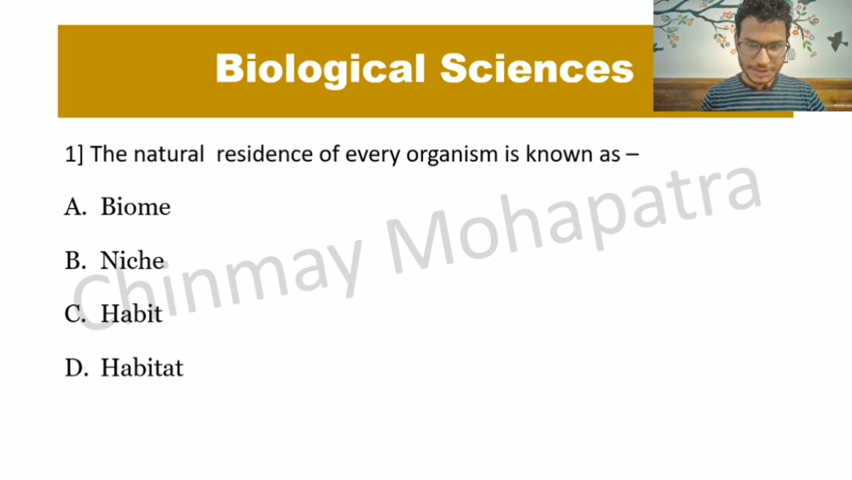 Biological Sciences
1] The natural residence of every organism is known as –
A. Biome
B. Niche
C. Habit
D. Habitat
Chinmay Mohapatra